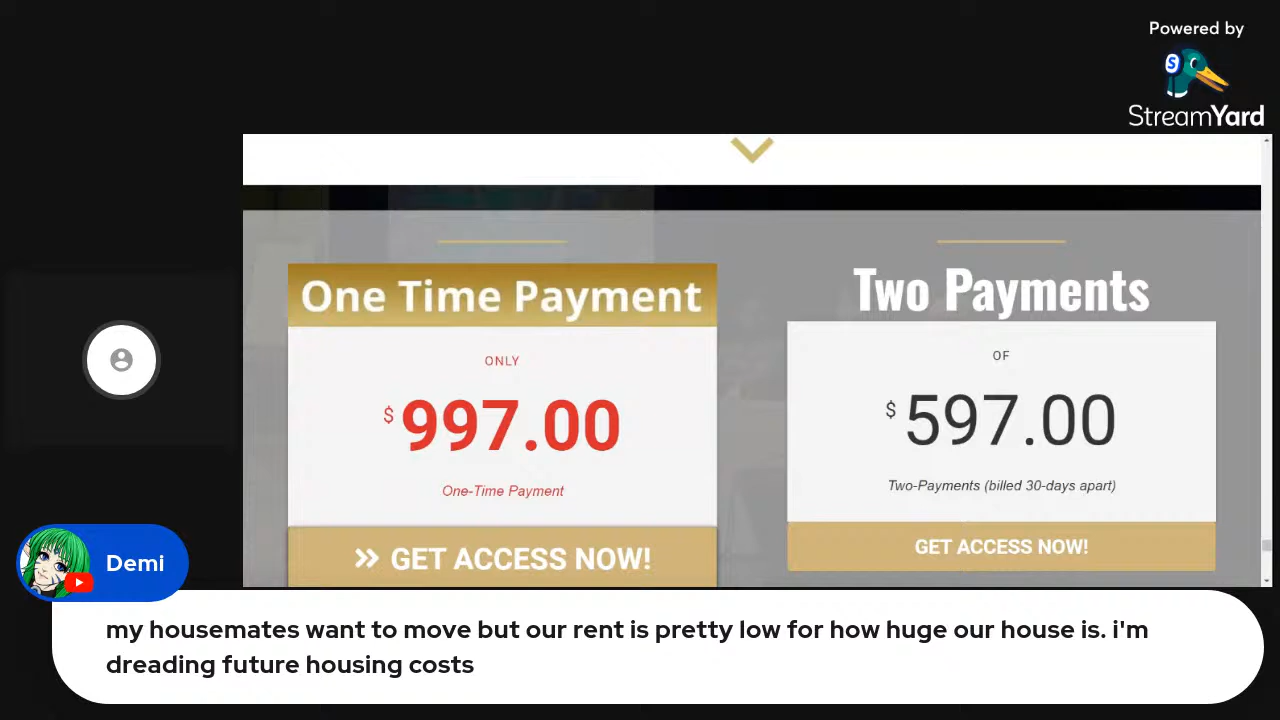 Powered by
StreamYard
One Time Payment
ONLY
$997.00
One-Time Payment
>> GET ACCESS NOW!
Two Payments
OF
$597.00
Two-Payments (billed 30-days apart)
GET ACCESS NOW!
Demi
my housemates want to move but our rent is pretty low for how huge our house is. i'm
dreading future housing costs